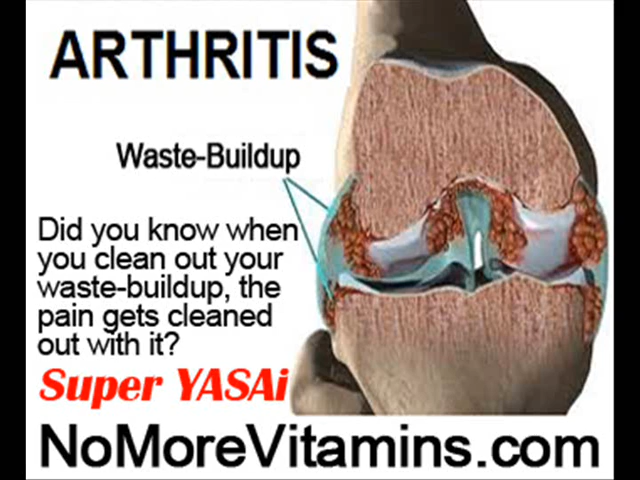 ARTHRITIS
Waste-Buildup
Did you know when
you clean out your
waste-buildup, the
pain gets cleaned
out with it?
Super YASAi
NoMoreVitamins.com